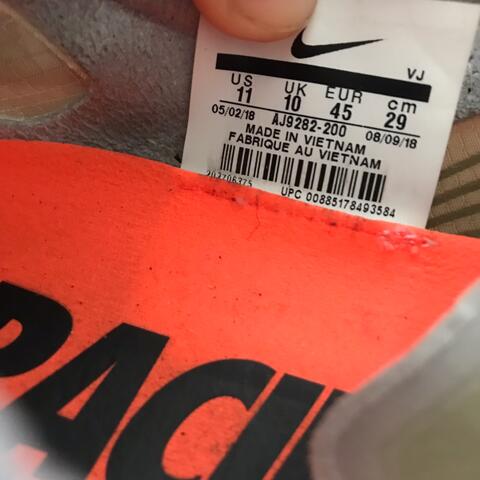 VJ
US UK EUR cm
11 10 45 29
05/02/18 AJ9282-200 08/09/18
MADE IN VIETNAM
FABRIQUE AU VIETNAM
UPC 00885178493584